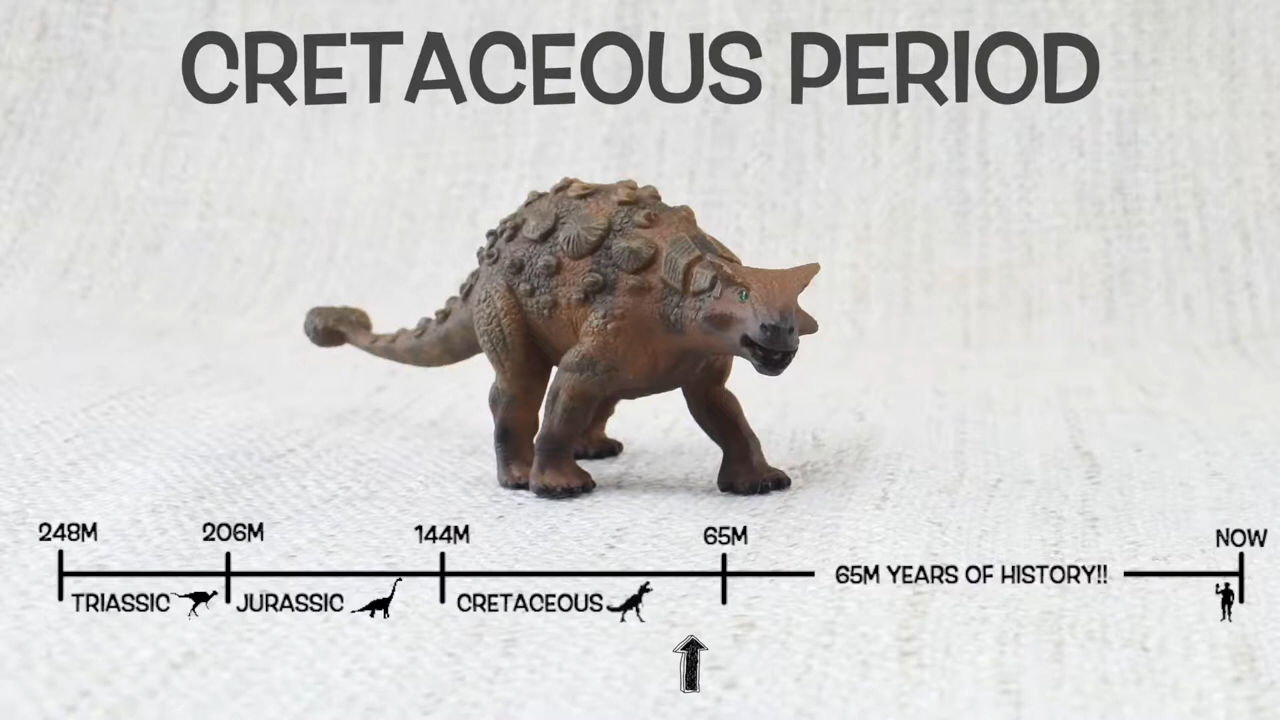 CRETACEOUS PERIOD
248M 206M 144M 65M NOW
65M YEARS OF HISTORY!!
TRIASSIC JURASSIC CRETACEOUS